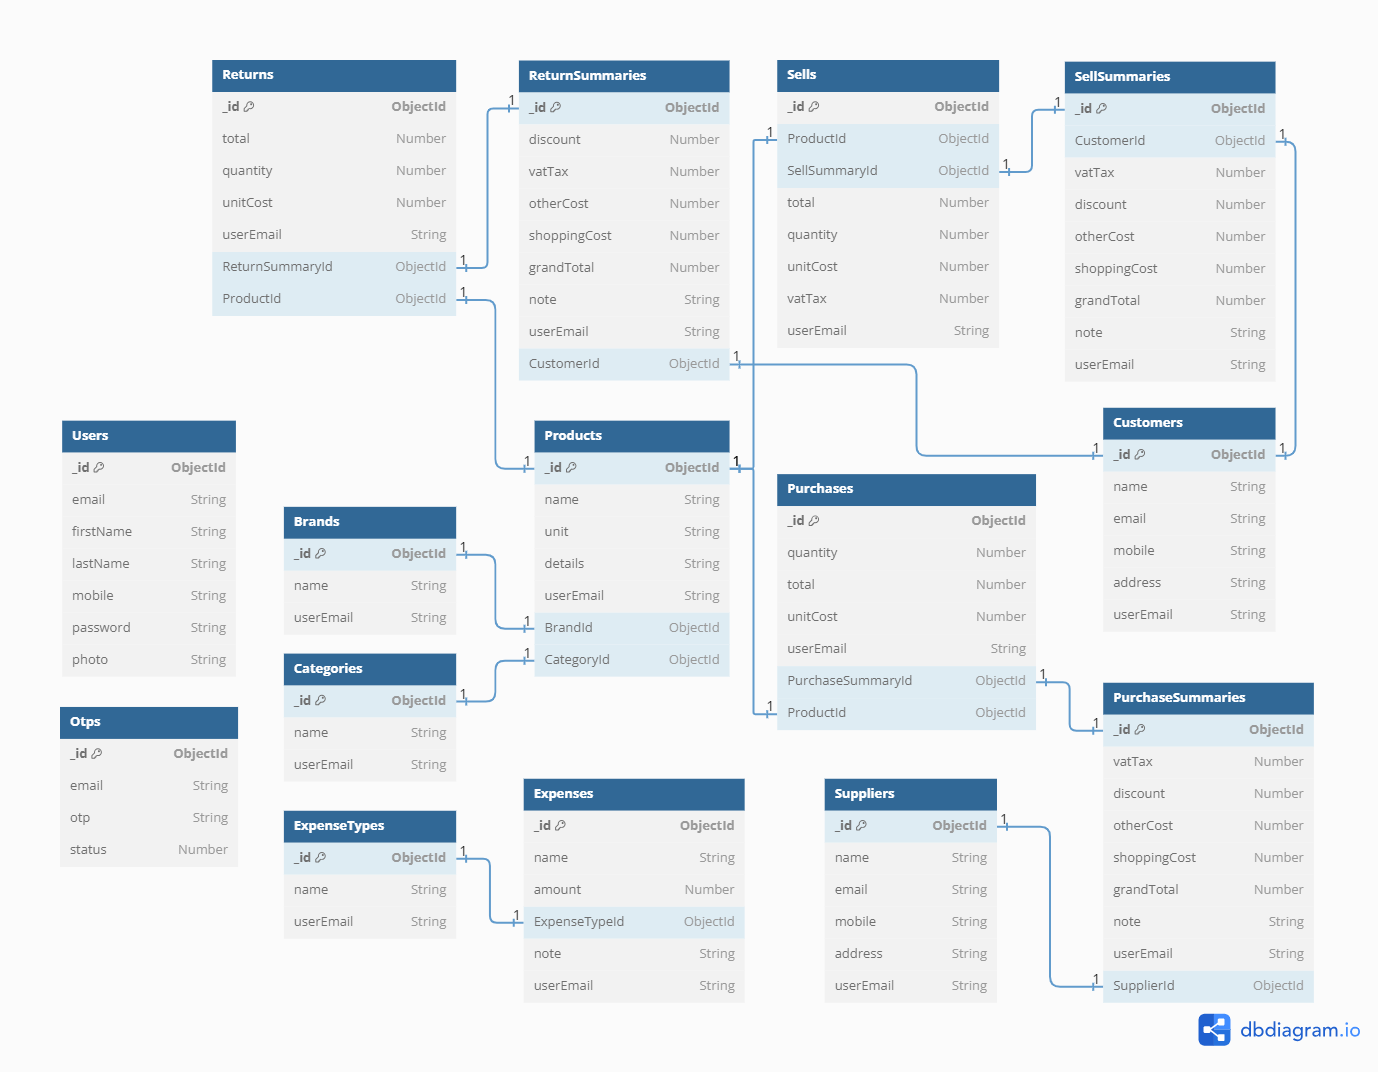 Returns
_id ObjectId
total Number
quantity Number
unitCost Number
userEmail String
ReturnSummaryId ObjectId
ProductId ObjectId
1
1
ReturnSummaries
_id ObjectId
discount Number
vatTax Number
otherCost Number
shoppingCost Number
grandTotal Number
note String
userEmail String
CustomerId ObjectId
1
1
Sells
_id ObjectId
ProductId ObjectId
SellSummaryId ObjectId
total Number
quantity Number
unitCost Number
vatTax Number
userEmail String
1
1
SellSummaries
_id ObjectId
CustomerId ObjectId
vatTax Number
discount Number
otherCost Number
shoppingCost Number
grandTotal Number
note String
userEmail String
1
1
Users
_id ObjectId
email String
firstName String
lastName String
mobile String
password String
photo String
Brands
_id ObjectId
name String
userEmail String
1
Products
_id ObjectId
name String
unit String
details String
userEmail String
BrandId ObjectId
CategoryId ObjectId
1
1
1
1
Purchases
_id ObjectId
quantity Number
total Number
unitCost Number
userEmail String
PurchaseSummaryId ObjectId
ProductId ObjectId
1
1
Customers
_id ObjectId
name String
email String
mobile String
address String
userEmail String
1
1
Categories
_id ObjectId
name String
userEmail String
1
Otps
_id ObjectId
email String
otp String
status Number
ExpenseTypes
_id ObjectId
name String
userEmail String
1
Expenses
_id ObjectId
name String
amount Number
ExpenseTypeId ObjectId
note String
userEmail String
1
Suppliers
_id ObjectId
name String
email String
mobile String
address String
userEmail String
1
PurchaseSummaries
_id ObjectId
vatTax Number
discount Number
otherCost Number
shoppingCost Number
grandTotal Number
note String
userEmail String
SupplierId ObjectId
1
1
dbdiagram.io